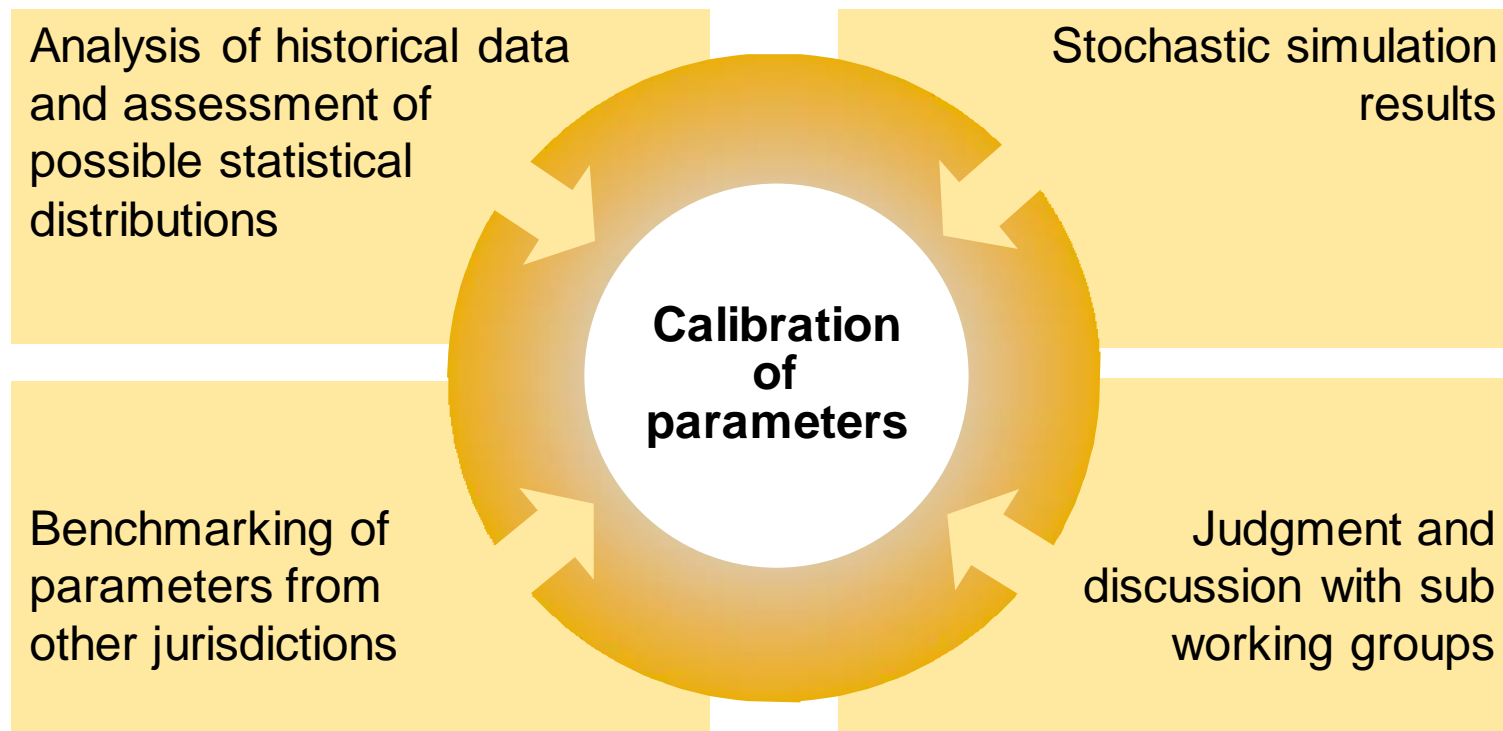 Analysis of historical data
and assessment of
possible statistical
distributions
Stochastic simulation
results
Calibration
of
parameters
Benchmarking of
parameters from
other jurisdictions
Judgment and
discussion with sub
working groups